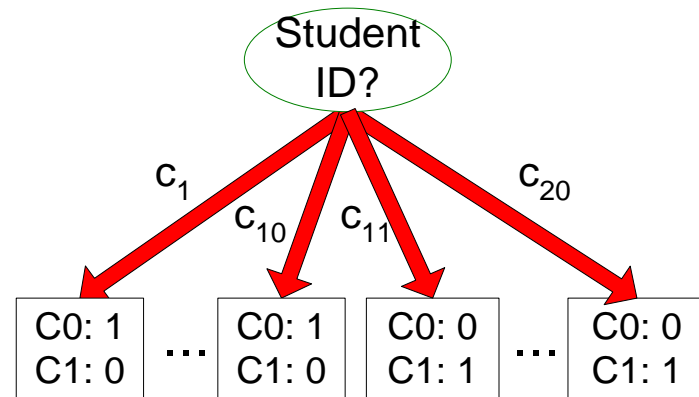 Student
ID?
c1
c10
c11
c20
C0: 1
C1: 0
...
C0: 1
C1: 0
C0: 0
C1: 1
...
C0: 0
C1: 1